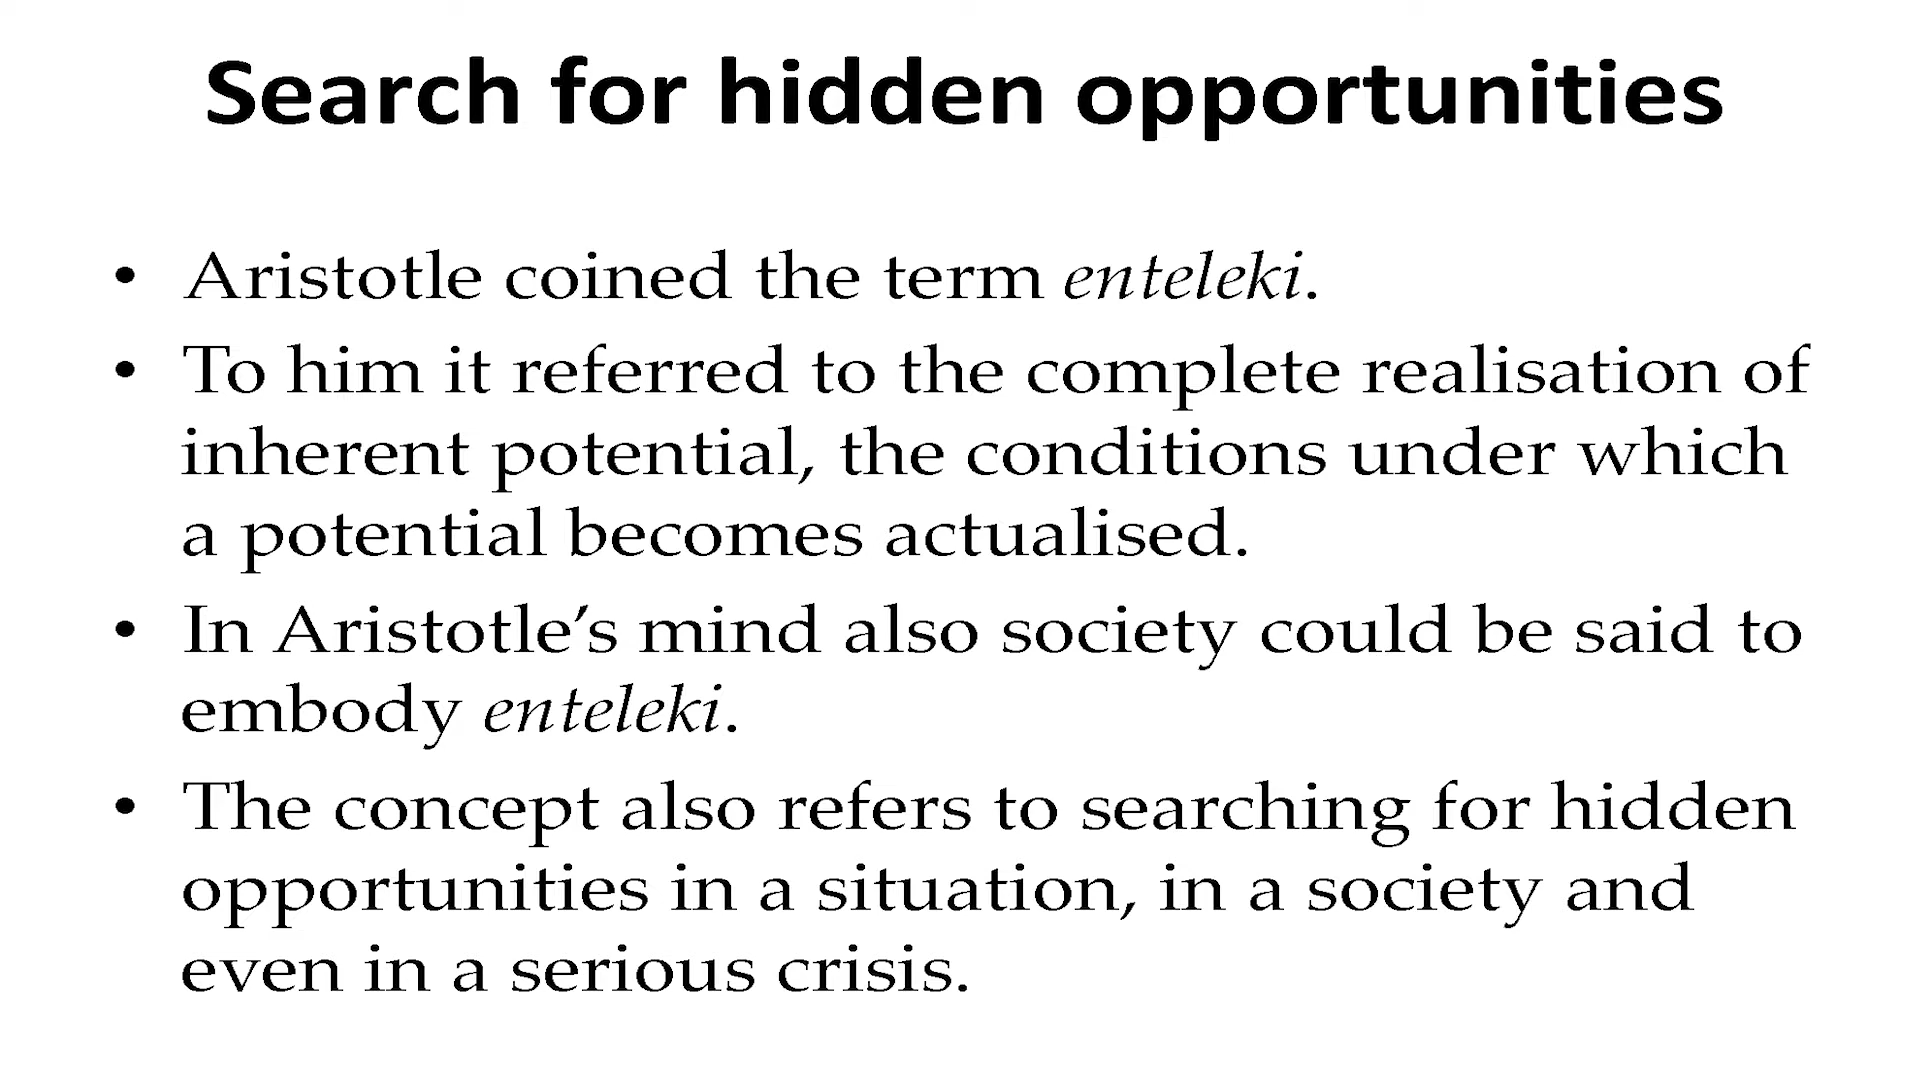 Search for hidden opportunities
• Aristotle coined the term enteleki.
• To him it referred to the complete realisation of
inherent potential, the conditions under which
a potential becomes actualised.
• In Aristotle’s mind also society could be said to
embody enteleki.
• The concept also refers to searching for hidden
opportunities in a situation, in a society and
even in a serious crisis.